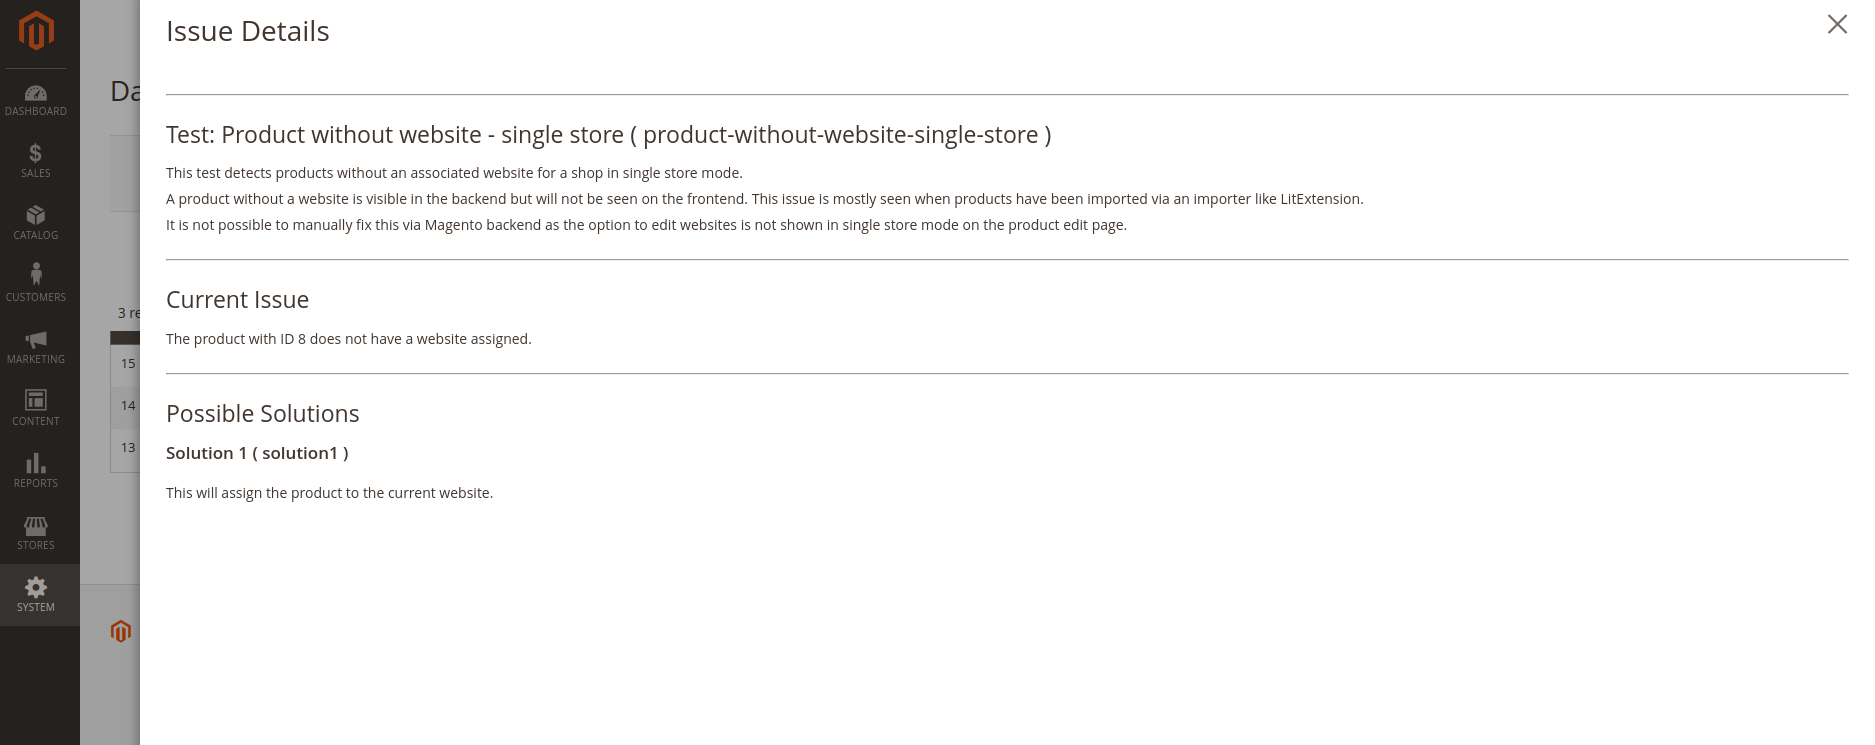 Issue Details
DASHBOARD
SALES
CATALOG
CUSTOMERS
MARKETING
CONTENT
REPORTS
STORES
SYSTEM
Da
3 re
15
14
13
Test: Product without website - single store ( product-without-website-single-store )
This test detects products without an associated website for a shop in single store mode.
A product without a website is visible in the backend but will not be seen on the frontend. This issue is mostly seen when products have been imported via an importer like LitExtension.
It is not possible to manually fix this via Magento backend as the option to edit websites is not shown in single store mode on the product edit page.
Current Issue
The product with ID 8 does not have a website assigned.
Possible Solutions
Solution 1 ( solution1 )
This will assign the product to the current website.